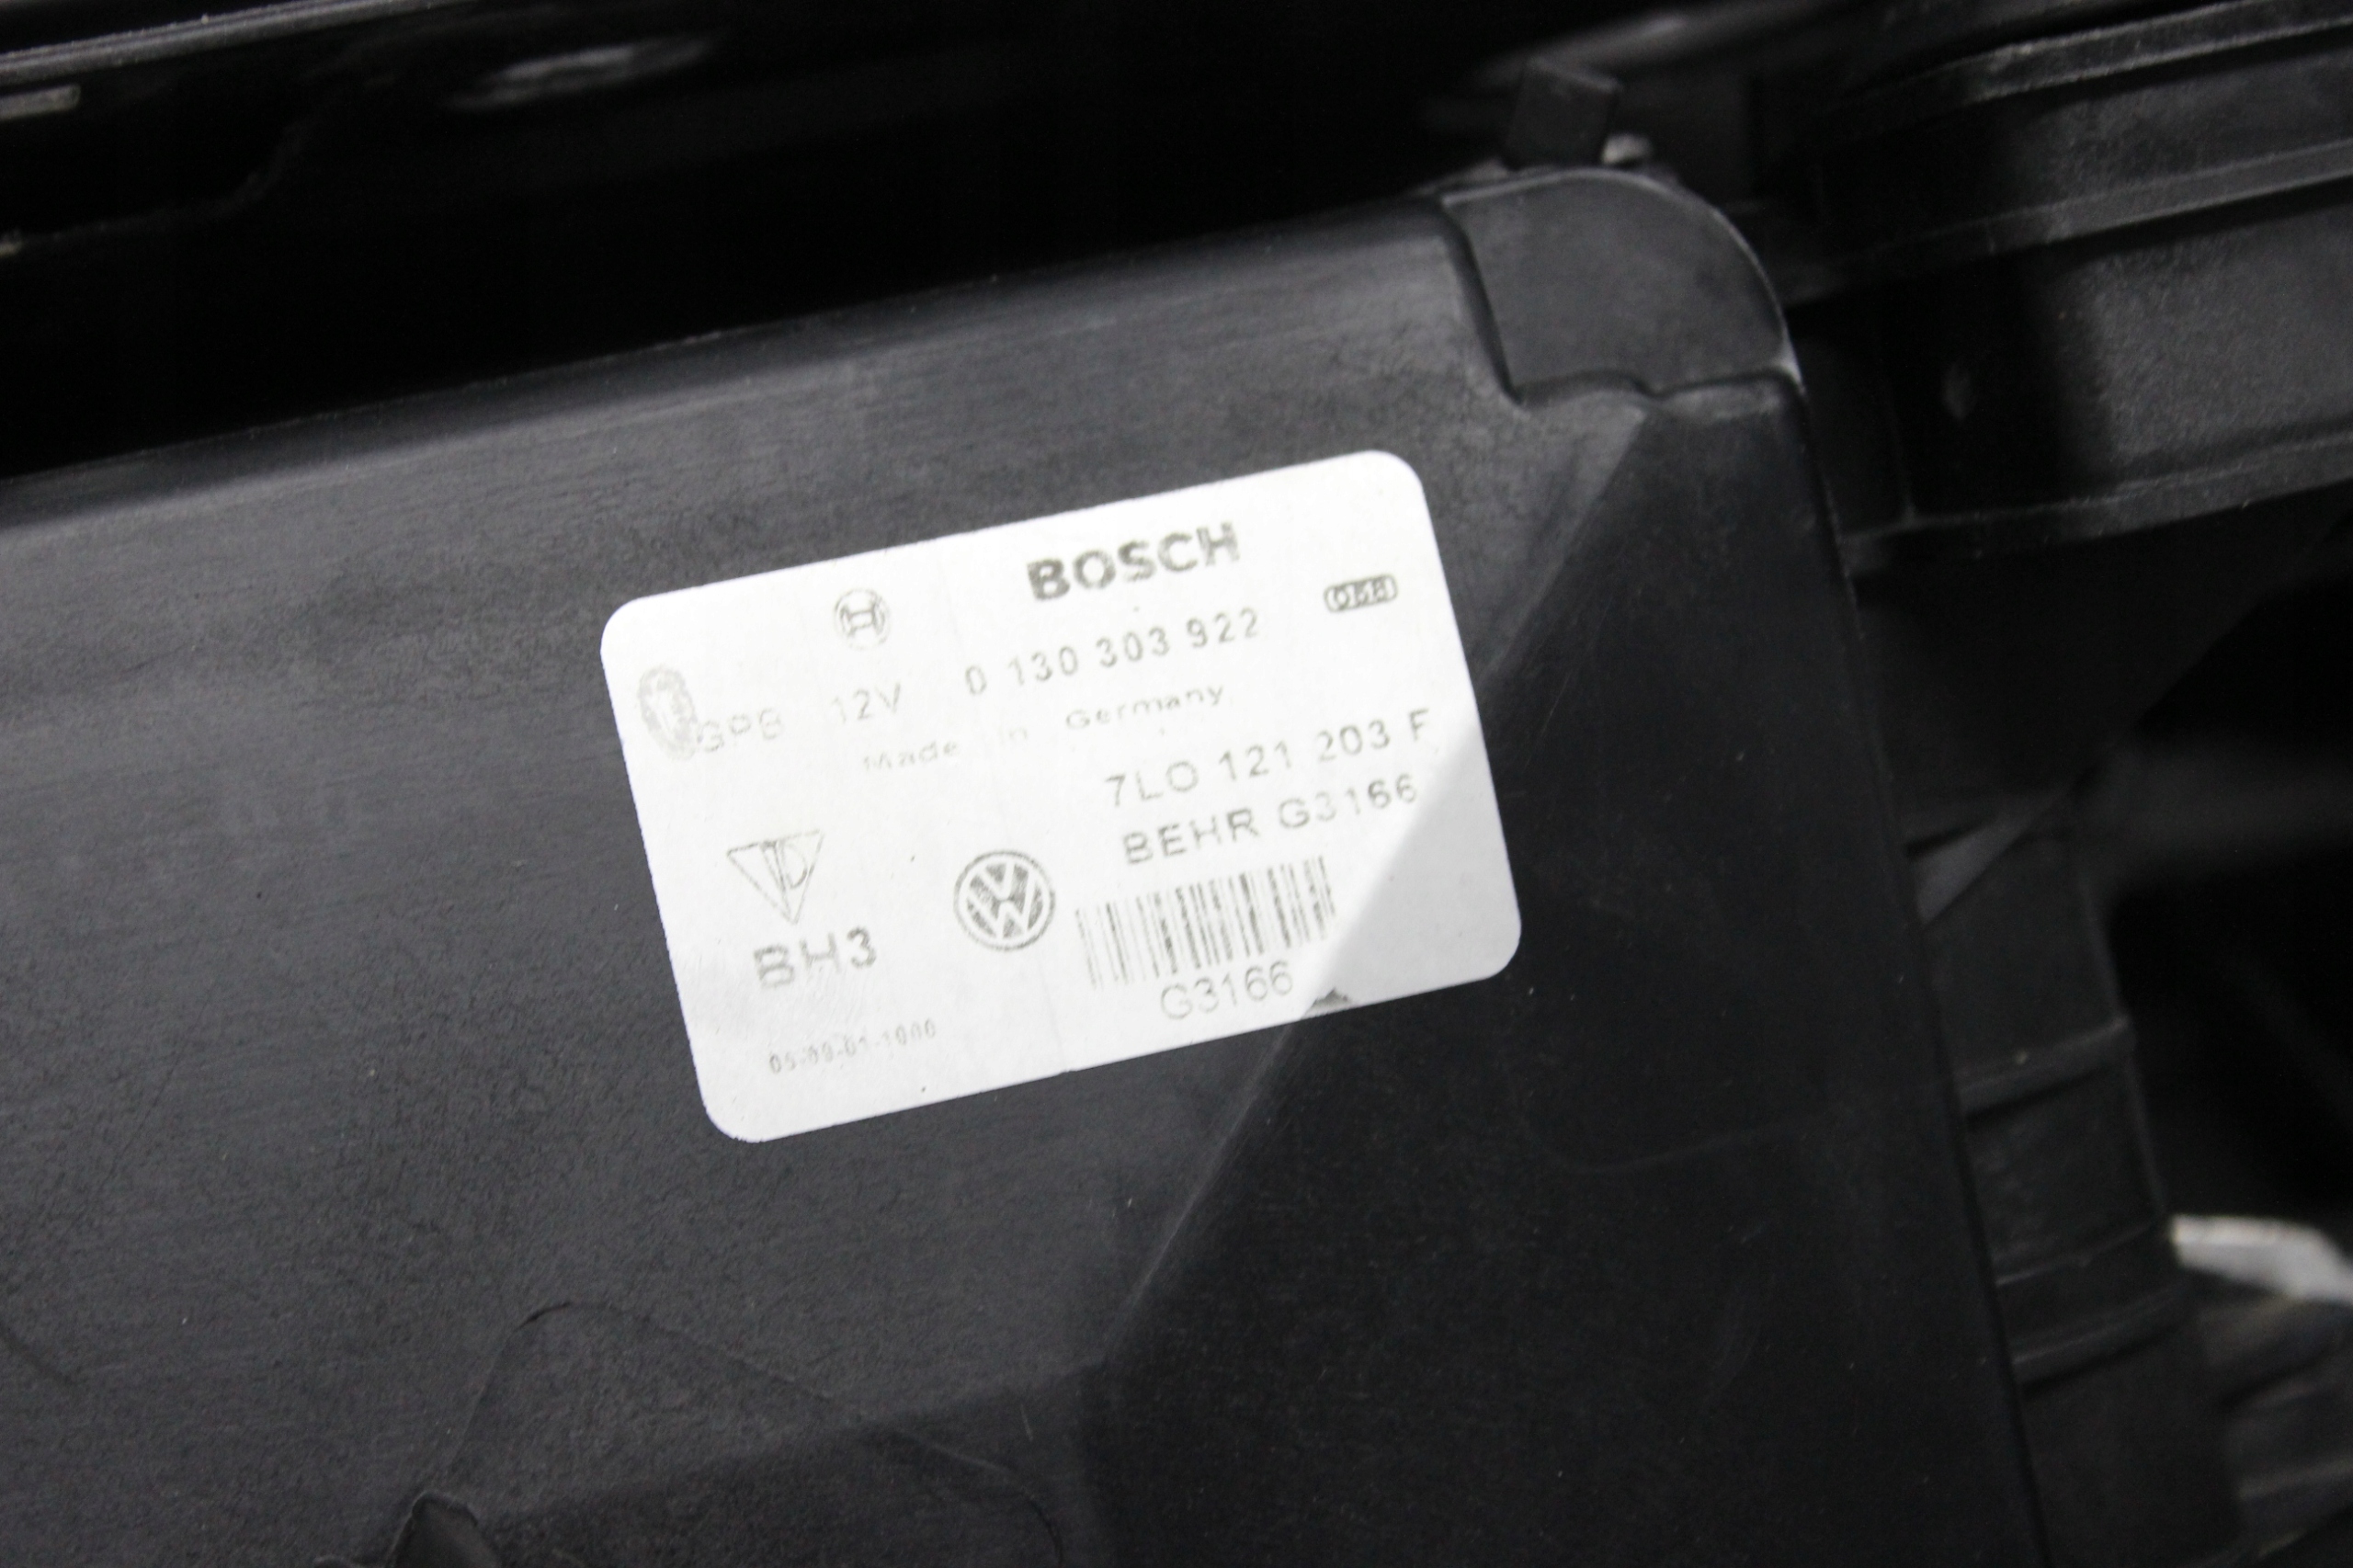 BOSCH
GPB 12V 0 130 303 922
Made in Germany
7LO 121 203 F
BEHR G3166
BH3
G3166